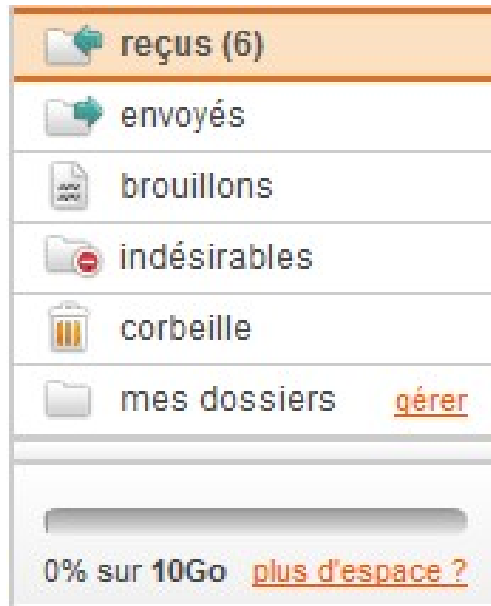 reçus (6)
envoyés
brouillons
indésirables
corbeille
mes dossiers gérer
0% sur 10Go plus d'espace ?